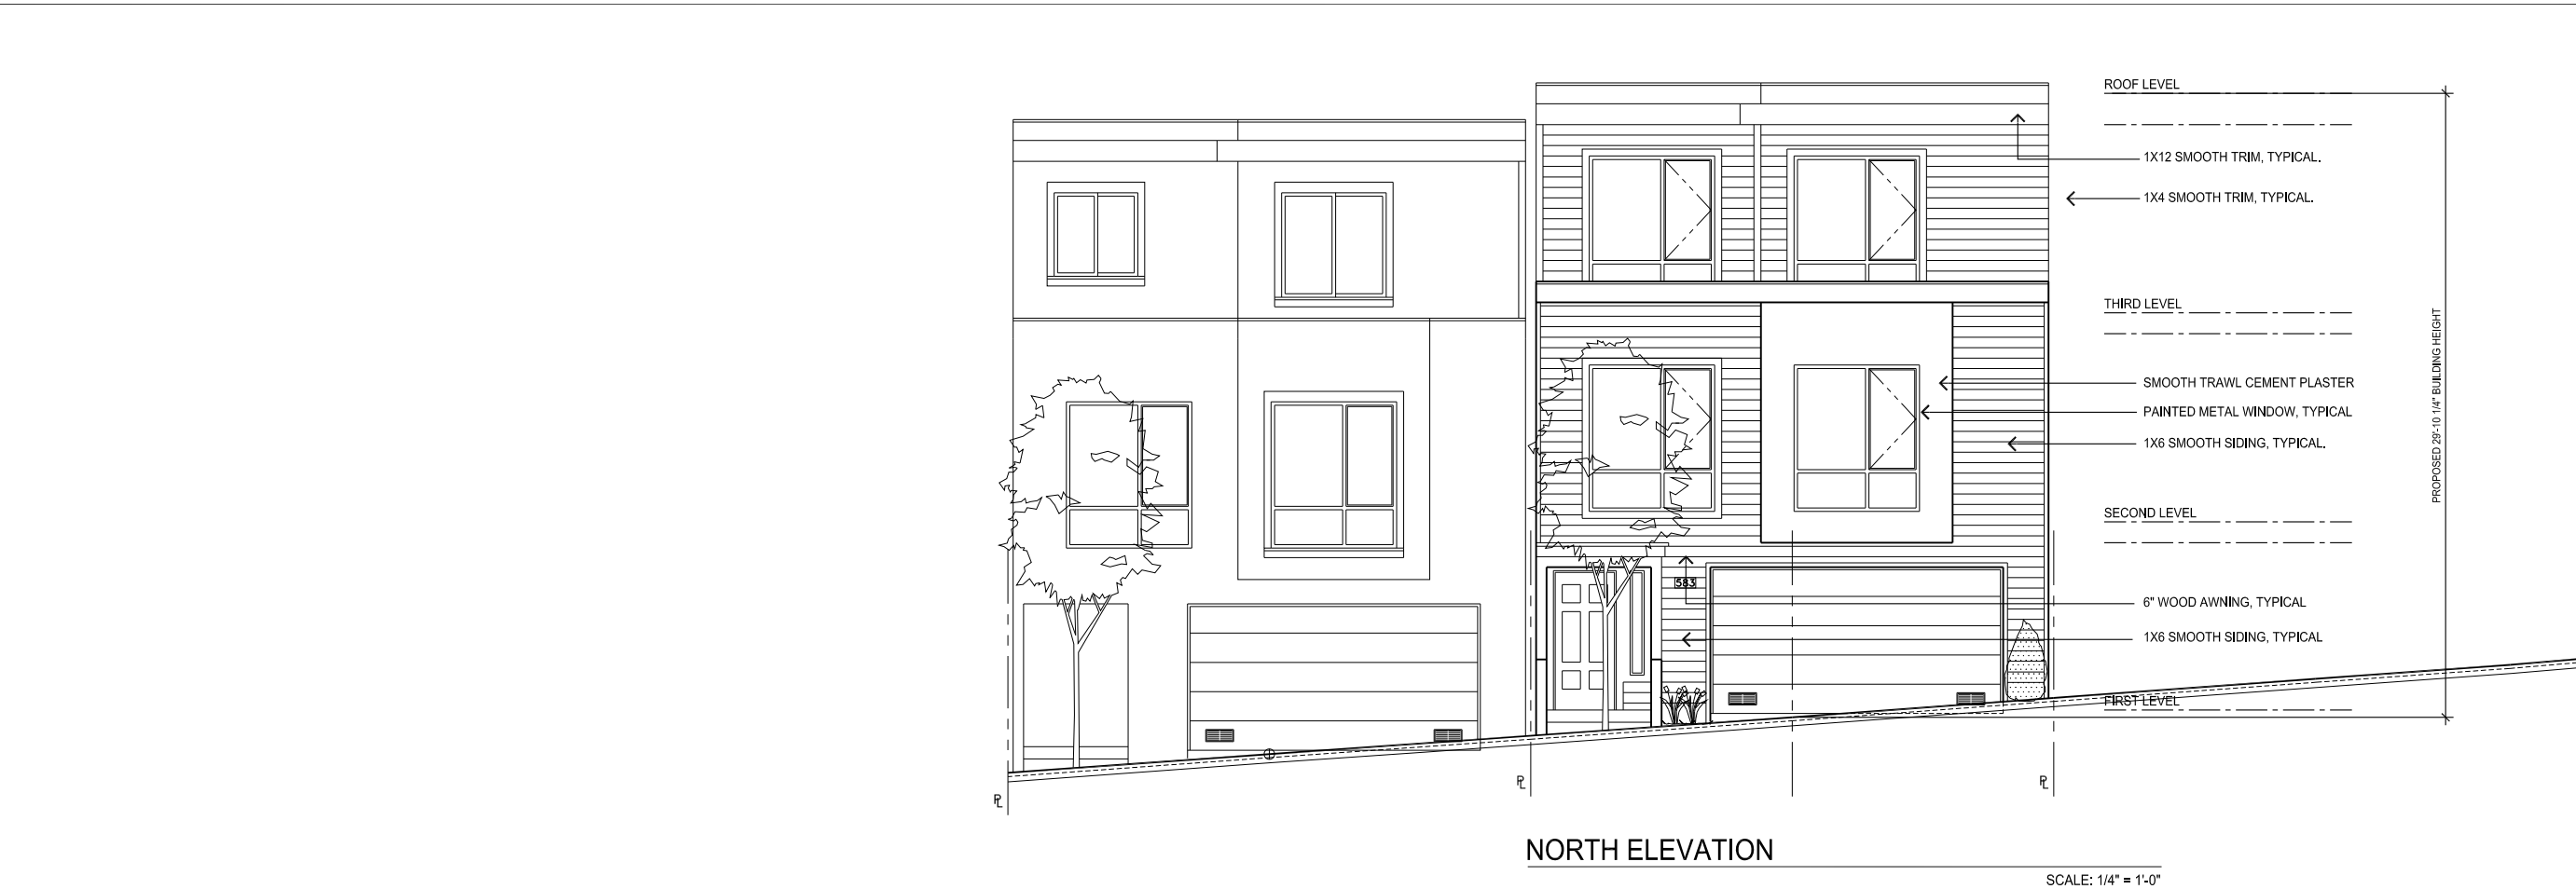 ROOF LEVEL
1X12 SMOOTH TRIM, TYPICAL.
1X4 SMOOTH TRIM, TYPICAL.
THIRD LEVEL
PROPOSED 29'-10 1/4" BUILDING HEIGHT
SMOOTH TRAWL CEMENT PLASTER
PAINTED METAL WINDOW, TYPICAL
1X6 SMOOTH SIDING, TYPICAL.
SECOND LEVEL
583
6" WOOD AWNING, TYPICAL
1X6 SMOOTH SIDING, TYPICAL
FIRST LEVEL
PL
PL
PL
NORTH ELEVATION
SCALE: 1/4" = 1'-0"